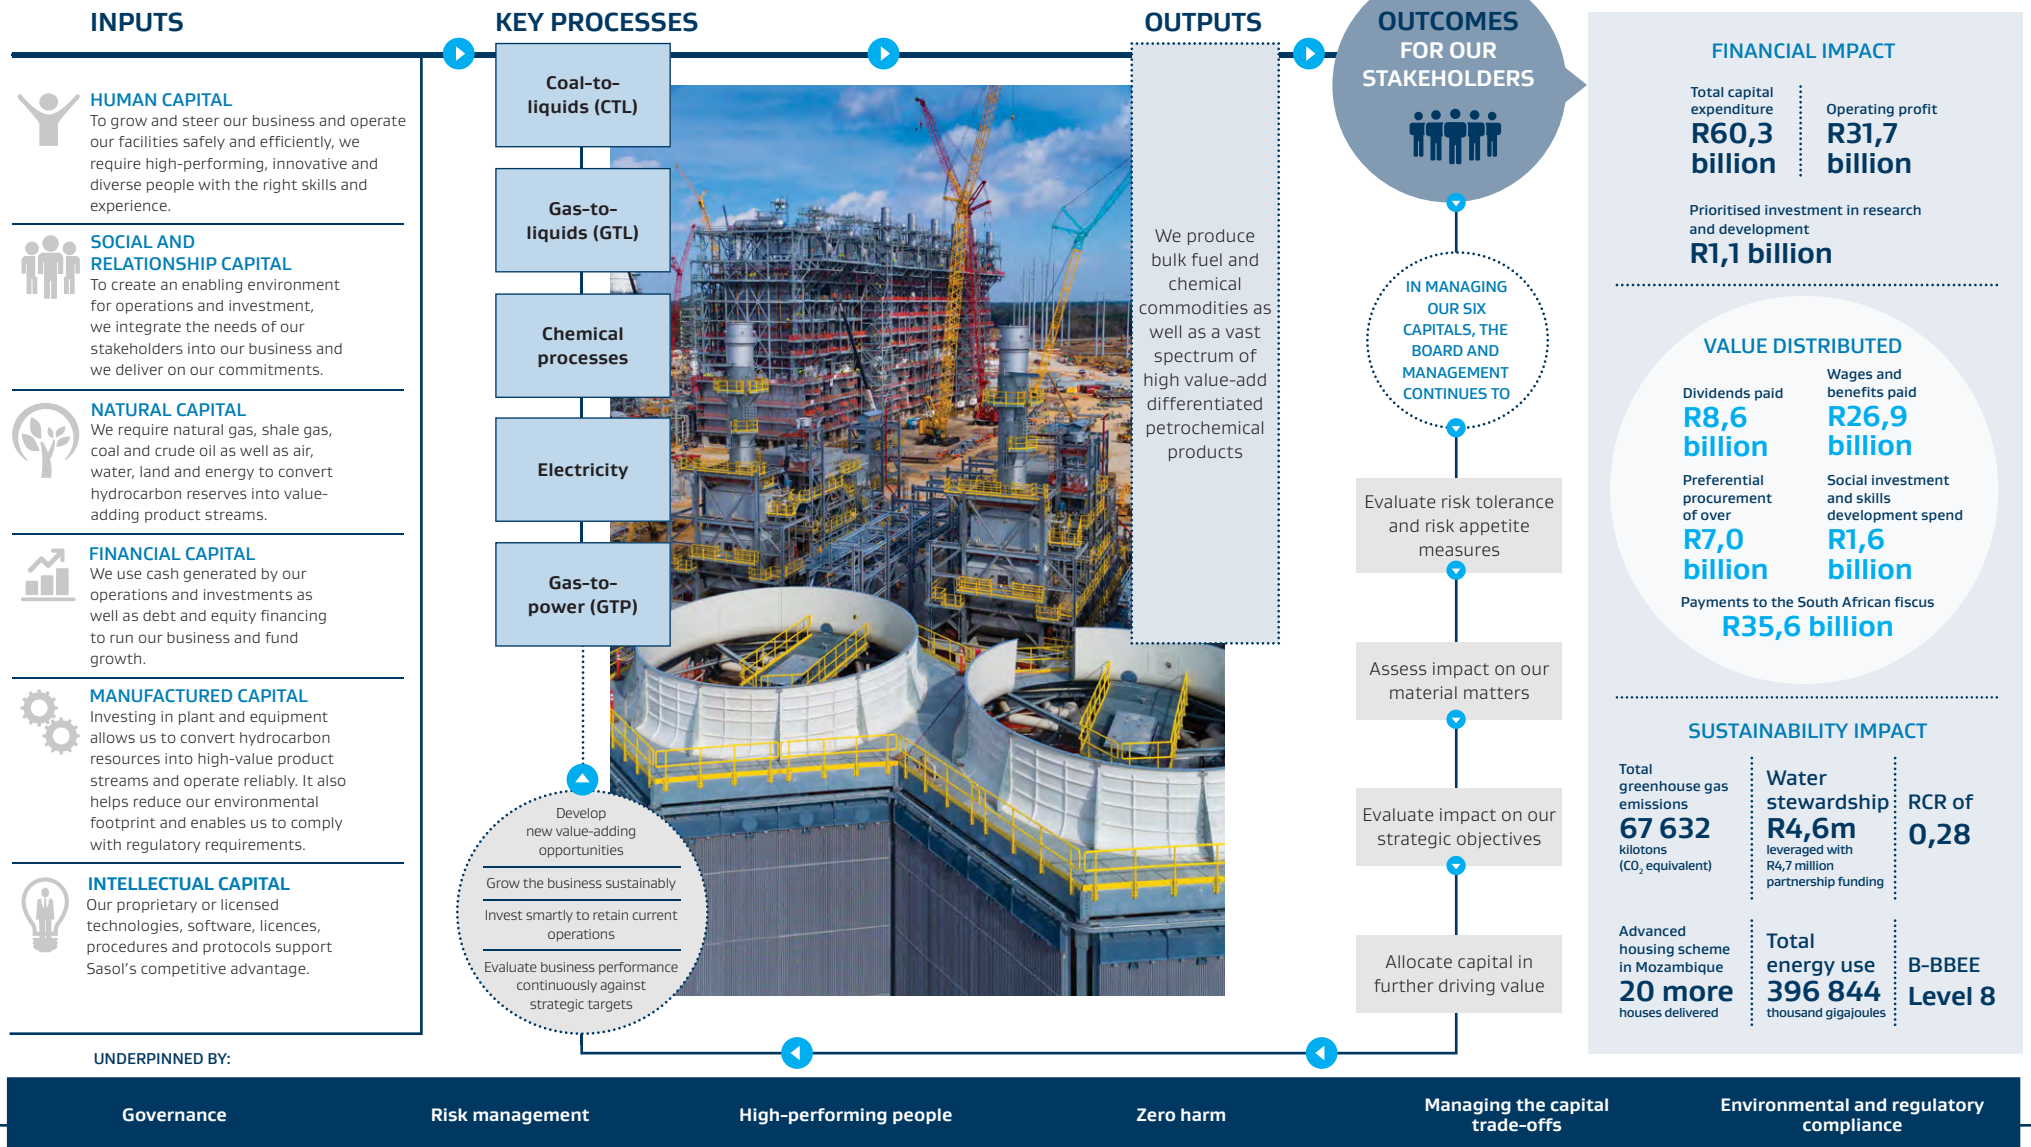 INPUTS
HUMAN CAPITAL
To grow and steer our business and operate
our facilities safely and efficiently, we
require high-performing, innovative and
diverse people with the right skills and
experience.
SOCIAL AND
RELATIONSHIP CAPITAL
To create an enabling environment
for operations and investment,
we integrate the needs of our
stakeholders into our business and
we deliver on our commitments.
NATURAL CAPITAL
We require natural gas, shale gas,
coal and crude oil as well as air,
water, land and energy to convert
hydrocarbon reserves into value-
adding product streams.
FINANCIAL CAPITAL
We use cash generated by our
operations and investments as
well as debt and equity financing
to run our business and fund
growth.
MANUFACTURED CAPITAL
Investing in plant and equipment
allows us to convert hydrocarbon
resources into high-value product
streams and operate reliably. It also
helps reduce our environmental
footprint and enables us to comply
with regulatory requirements.
INTELLECTUAL CAPITAL
Our proprietary or licensed
technologies, software, licences,
procedures and protocols support
Sasol's competitive advantage.
KEY PROCESSES
Coal-to-
liquids (CTL)
Gas-to-
liquids (GTL)
Chemical
processes
Electricity
Gas-to-
power (GTP)
Develop
new value-adding
opportunities
Grow the business sustainably
Invest smartly to retain current
operations
Evaluate business performance
continuously against
strategic targets
OUTPUTS
We produce
bulk fuel and
chemical
commodities as
well as a vast
spectrum of
high value-add
differentiated
petrochemical
products
OUTCOMES
FOR OUR
STAKEHOLDERS
IN MANAGING
OUR SIX
CAPITALS, THE
BOARD AND
MANAGEMENT
CONTINUES TO
Evaluate risk tolerance
and risk appetite
measures
Assess impact on our
material matters
Evaluate impact on our
strategic objectives
Allocate capital in
further driving value
FINANCIAL IMPACT
Total capital
expenditure
R60,3
billion
Operating profit
R31,7
billion
Prioritised investment in research
and development
R1,1 billion
VALUE DISTRIBUTED
Dividends paid
R8,6
billion
Wages and
benefits paid
R26,9
billion
Preferential
procurement
of over
R7,0
billion
Social investment
and skills
development spend
R1,6
billion
Payments to the South African fiscus
R35,6 billion
SUSTAINABILITY IMPACT
Total
greenhouse gas
emissions
67 632
kilotons
(CO₂ equivalent)
Water
stewardship
R4,6m
leveraged with
R4,7 million
partnership funding
RCR of
0,28
Advanced
housing scheme
in Mozambique
20 more
houses delivered
Total
energy use
396 844
thousand gigajoules
B-BBEE
Level 8
UNDERPINNED BY:
Governance
Risk management
High-performing people
Zero harm
Managing the capital
trade-offs
Environmental and regulatory
compliance